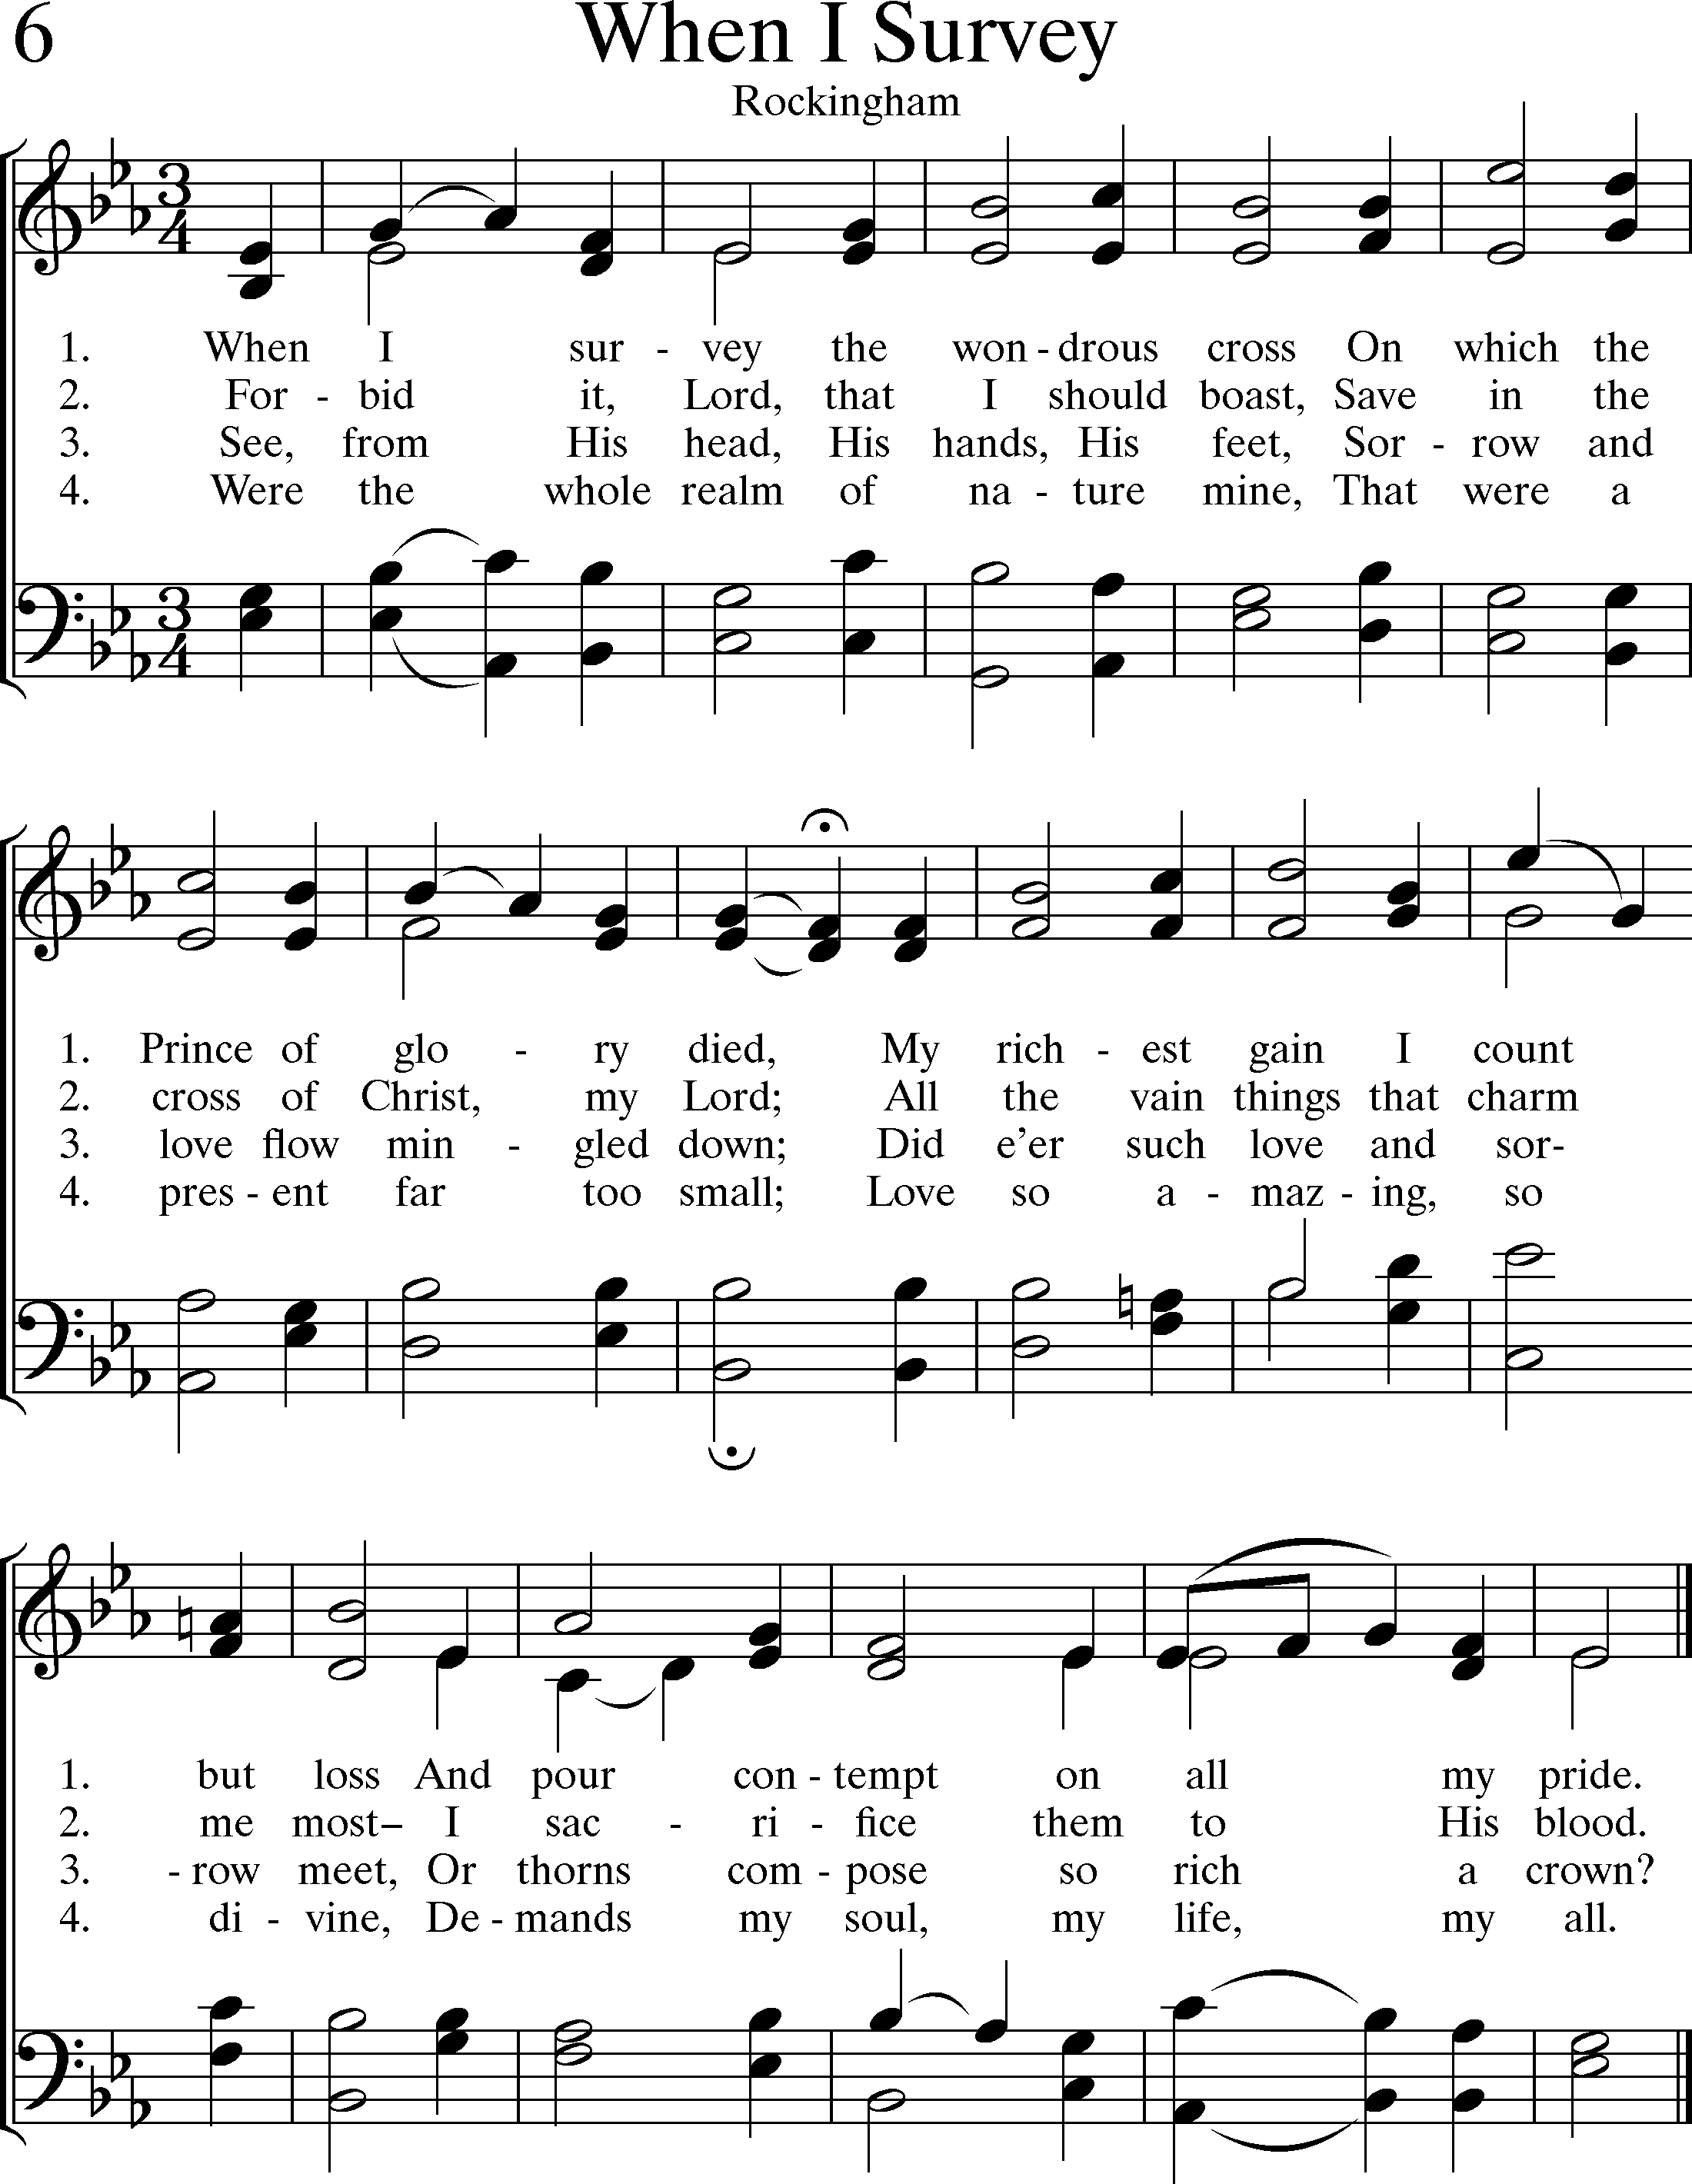 6 When I Survey
Rockingham
3 4
1. When I sur - vey the won - drous cross On which the
2. For - bid it, Lord, that I should boast, Save in the
3. See, from His head, His hands, His feet, Sor - row and
4. Were the whole realm of na - ture mine, That were a
3 4
1. Prince of glo - ry died, My rich - est gain I count
2. cross of Christ, my Lord; All the vain things that charm
3. love flow min - gled down; Did e’er such love and sor-
4. pres - ent far too small; Love so a - maz - ing, so
1. but loss And pour con - tempt on all my pride.
2. me most– I sac - ri - fice them to His blood.
3. - row meet, Or thorns com - pose so rich a crown?
4. di - vine, De - mands my soul, my life, my all.